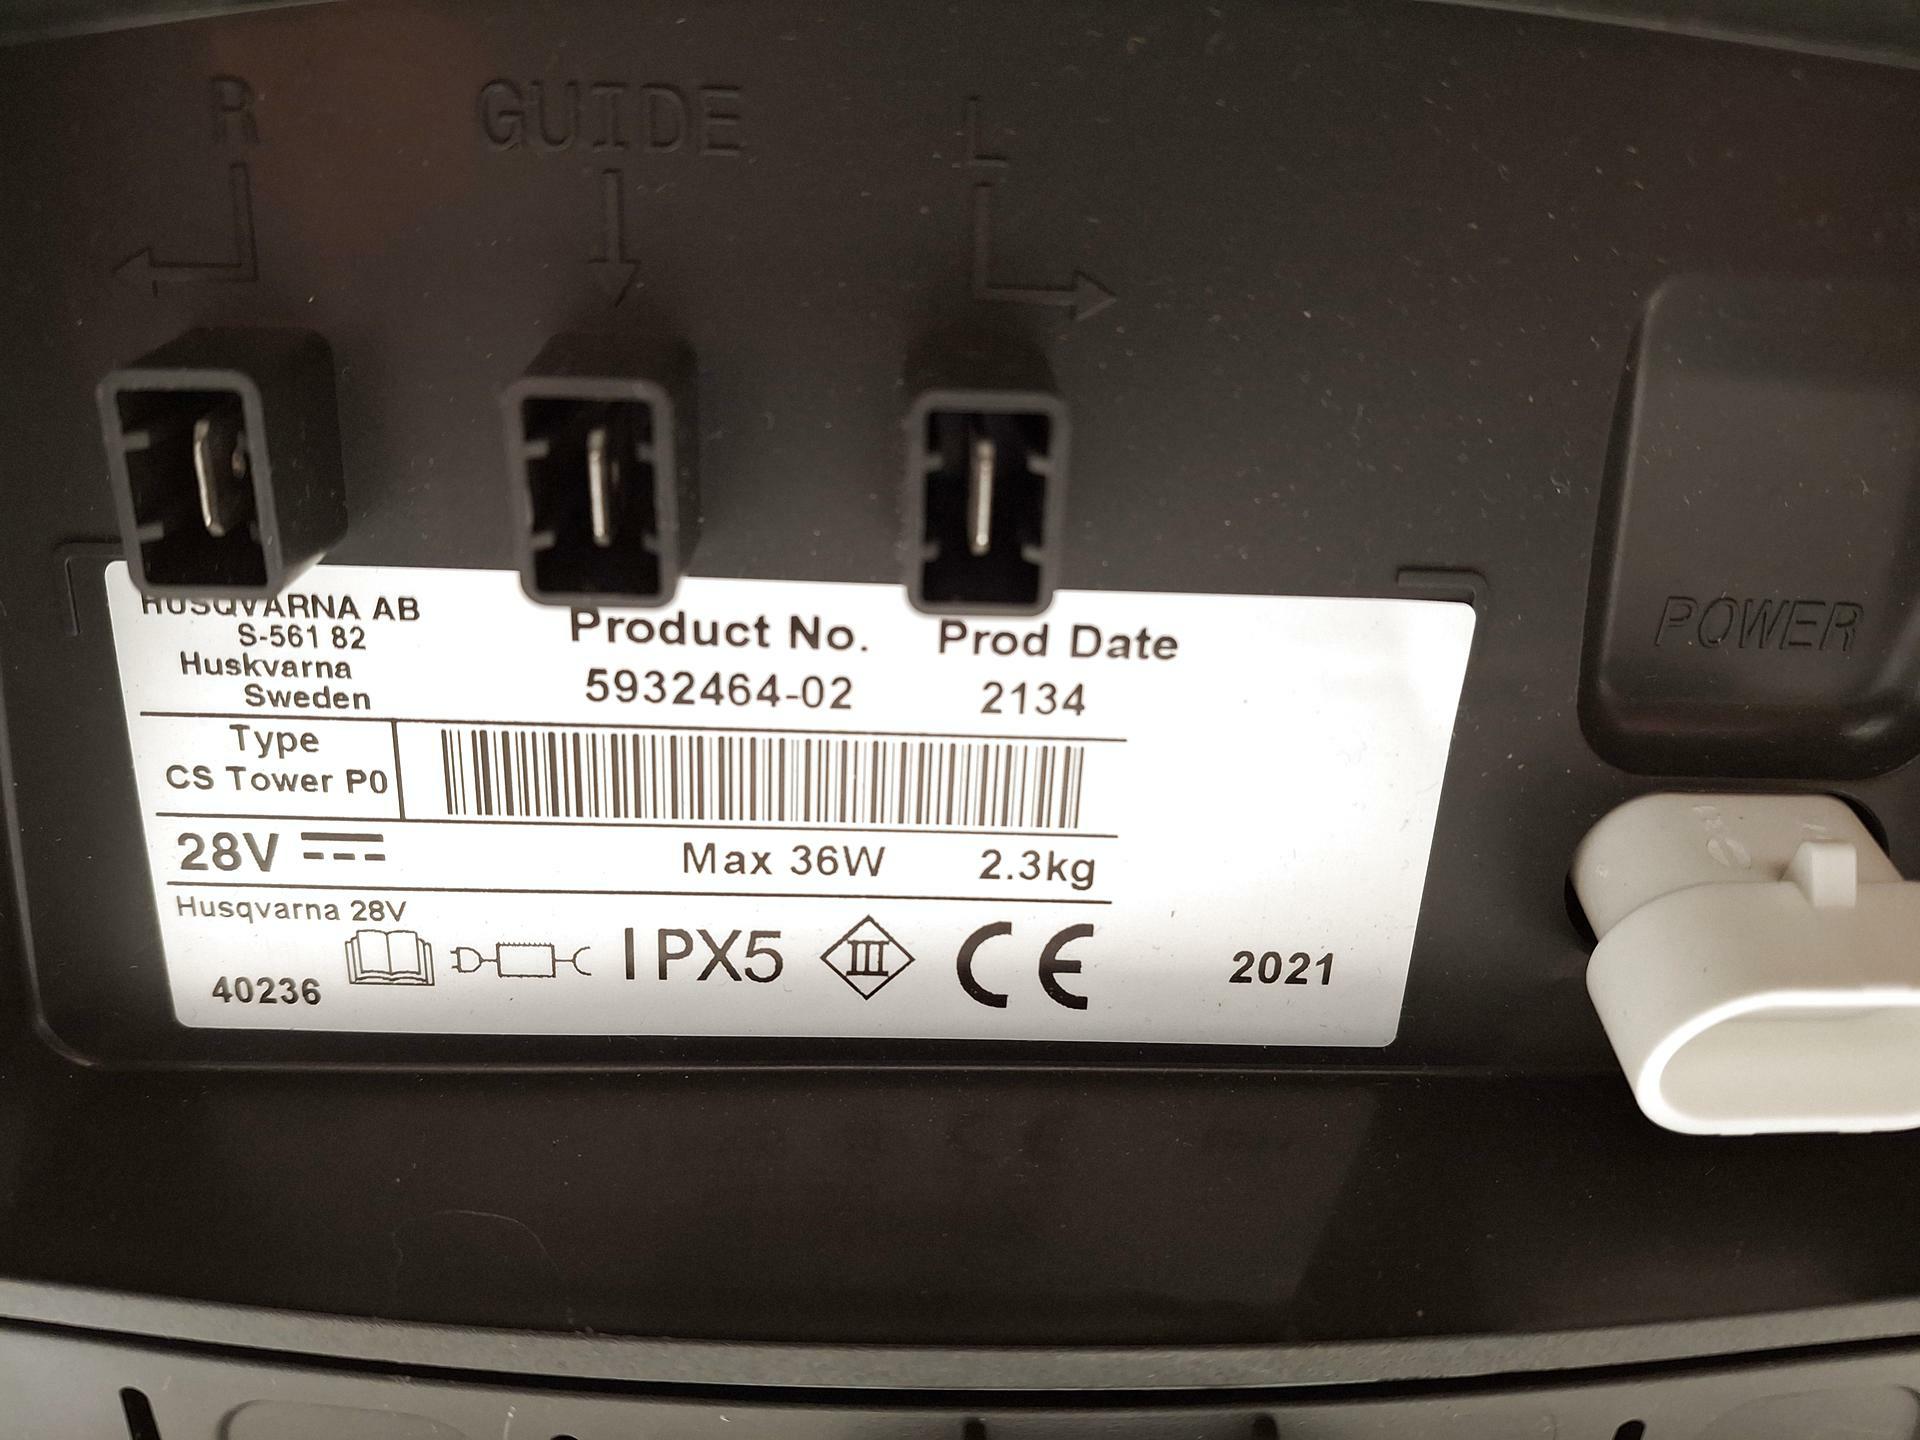 R GUIDE L
HUSQVARNA AB
S-561 82
Huskvarna
Sweden
Product No.
5932464-02
Prod Date
2134
Type
CS Tower P0
28V
Max 36W
2.3kg
Husqvarna 28V
40236
IPX5
III
CE
2021
POWER